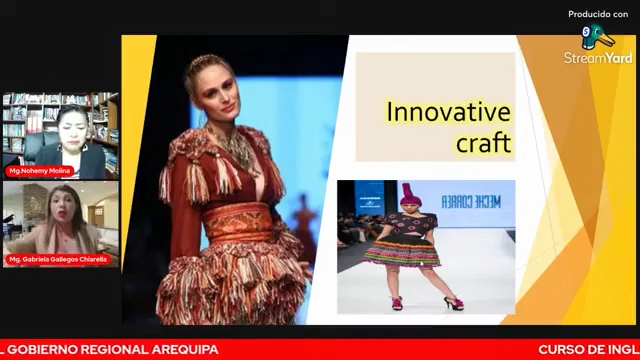 Producido con
StreamYard
Innovative
craft
MECHE CORREA
Mg.Nohemy Molina
Mg. Gabriela Gallegos Chiarella
L GOBIERNO REGIONAL AREQUIPA
CURSO DE INGL